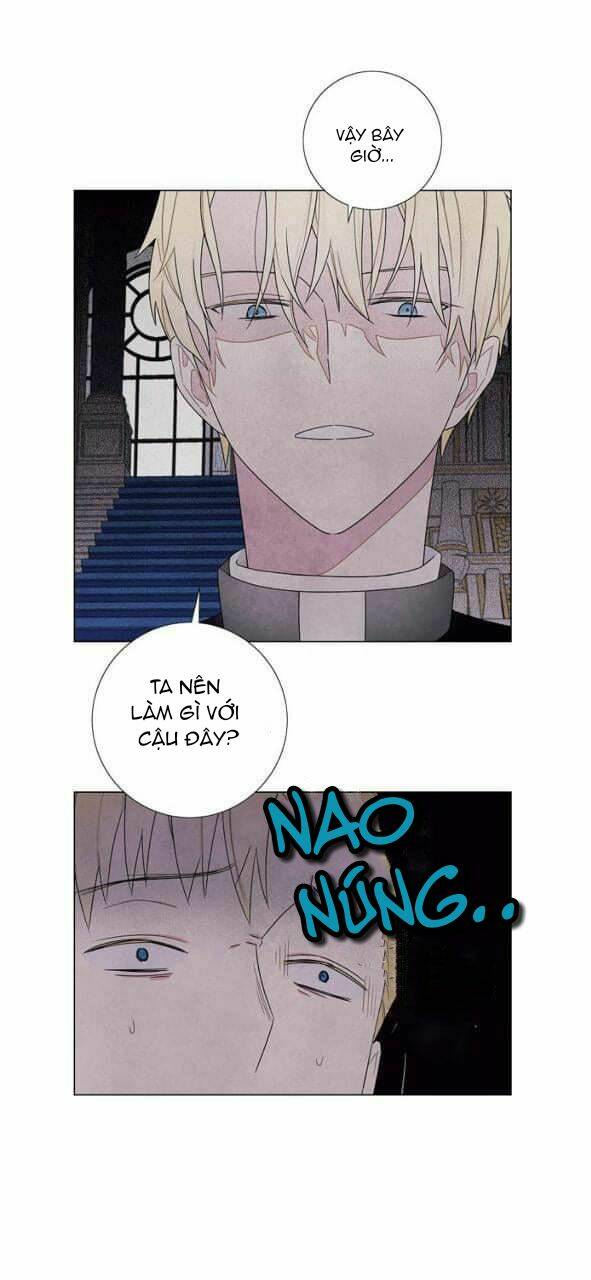 VẬY BÂY
GIỜ...
TA NÊN
LÀM GÌ VỚI
CẬU ĐÂY?
NAO
NÚNG..